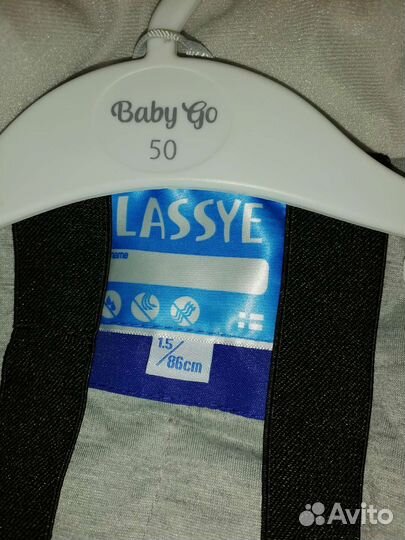 Baby Go
50
LASSYE
name
1.5/
86cm
Avito